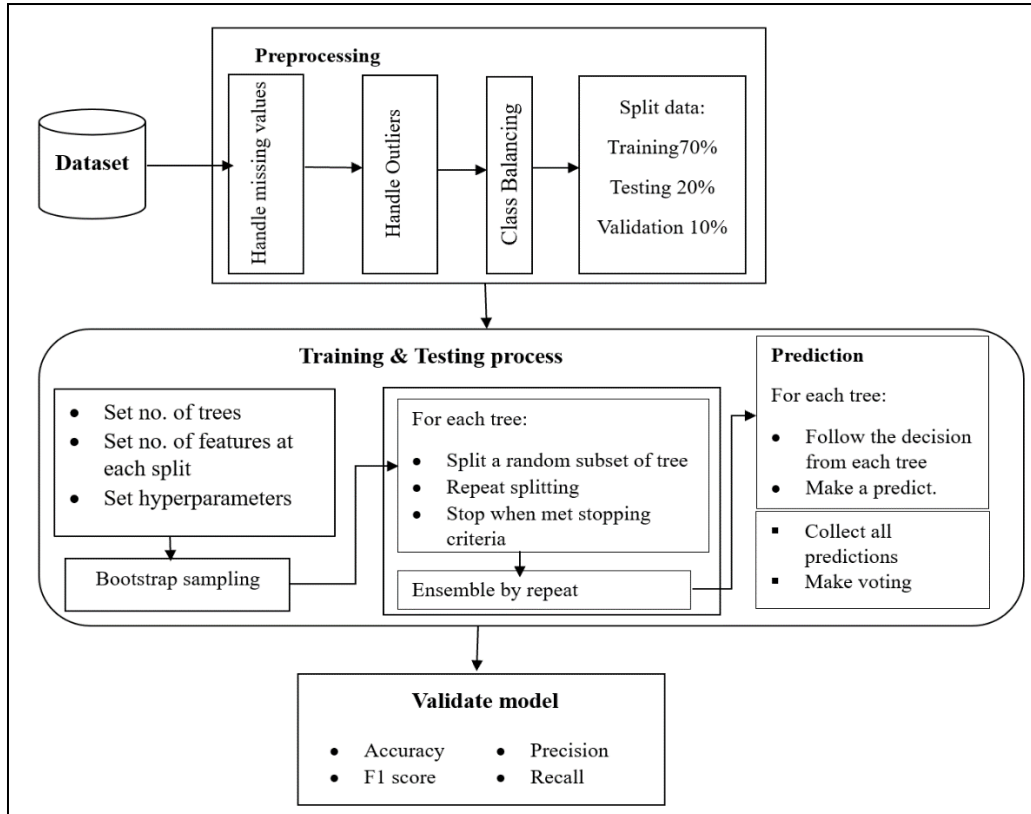 Preprocessing
Dataset
Handle missing values
Handle Outliers
Class Balancing
Split data:
Training70%
Testing 20%
Validation 10%
Training & Testing process
● Set no. of trees
● Set no. of features at
each split
● Set hyperparameters
Bootstrap sampling
For each tree:
● Split a random subset of tree
● Repeat splitting
● Stop when met stopping
criteria
Ensemble by repeat
Prediction
For each tree:
● Follow the decision
from each tree
● Make a predict.
▪ Collect all
predictions
▪ Make voting
Validate model
● Accuracy
● F1 score
● Precision
● Recall